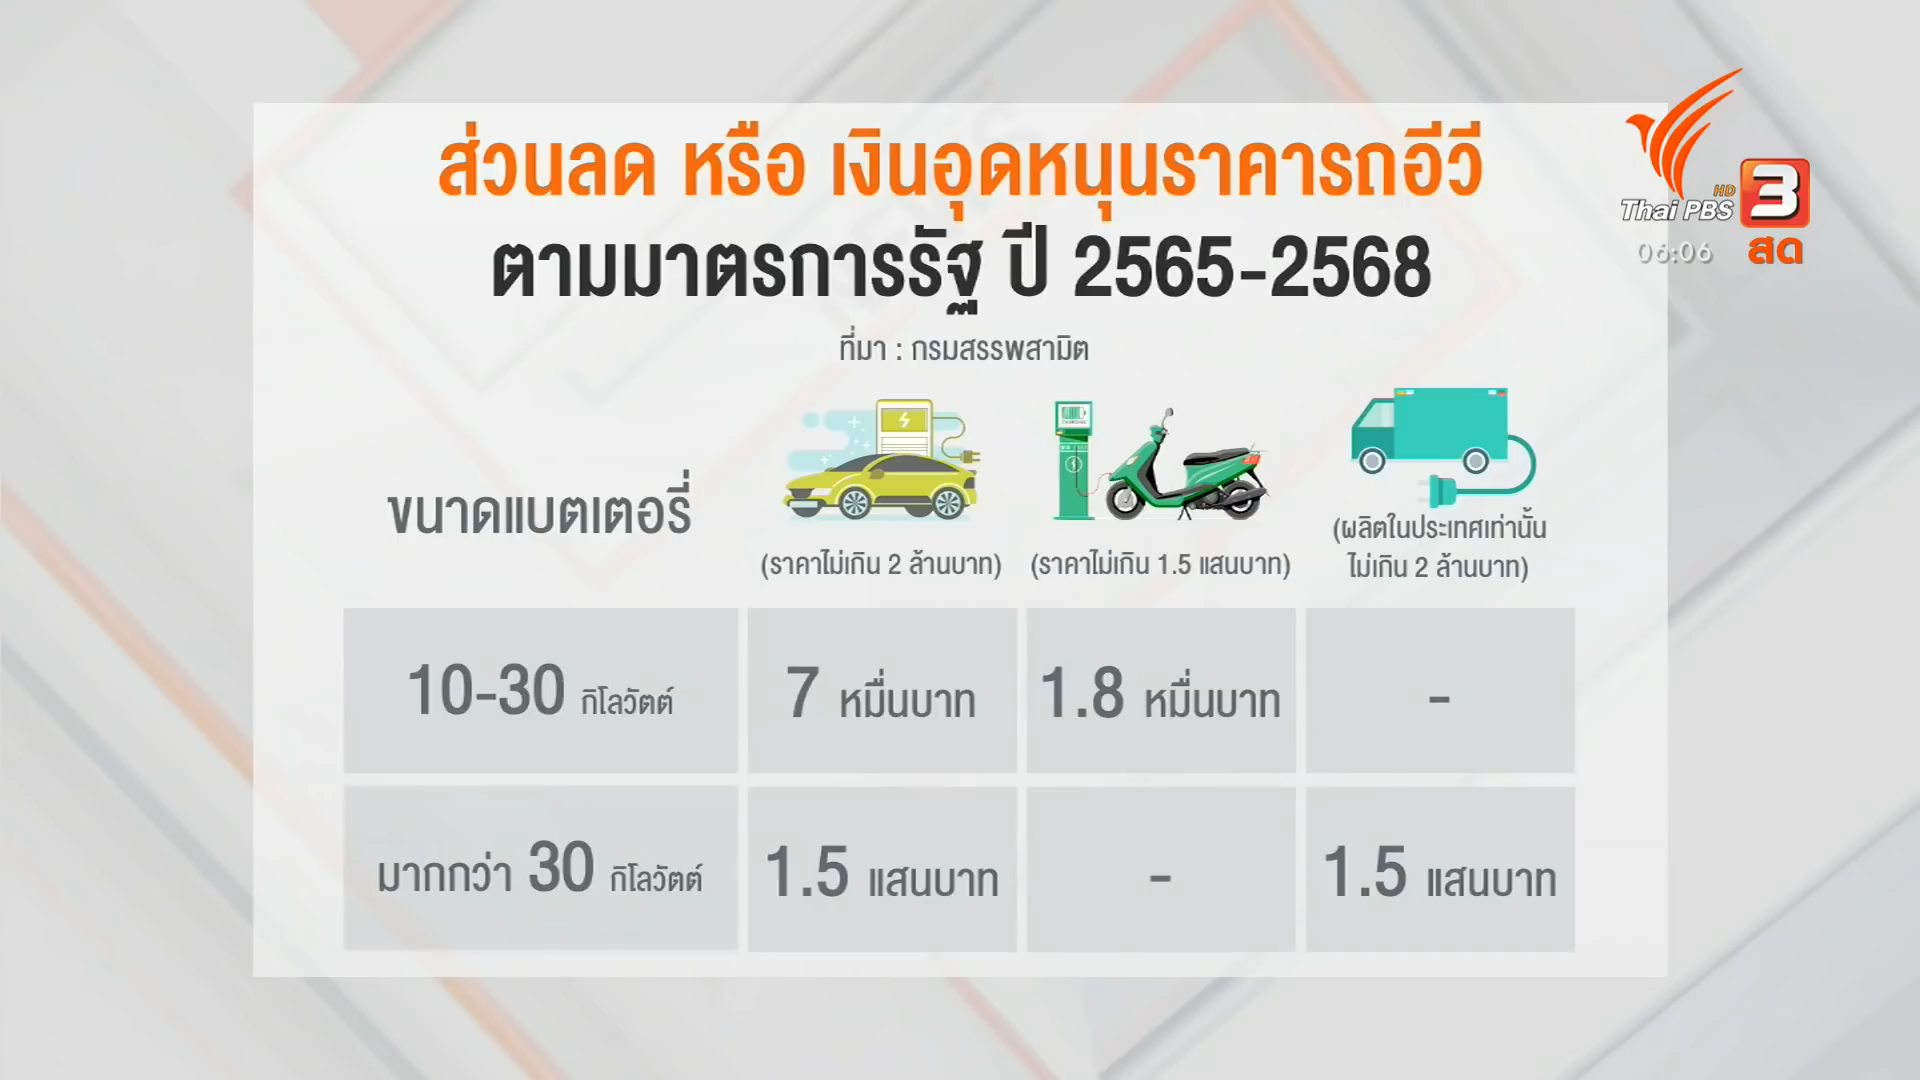 ส่วนลด หรือ เงินอุดหนุนราคารถอีวี
ตามมาตรการรัฐ ปี 2565-2568
ที่มา : กรมสรรพสามิต
HD
Thai PBS 3
06:06 สด
ขนาดแบตเตอรี่
(ราคาไม่เกิน 2 ล้านบาท)
(ราคาไม่เกิน 1.5 แสนบาท)
(ผลิตในประเทศเท่านั้น
ไม่เกิน 2 ล้านบาท)
10-30 กิโลวัตต์ 7 หมื่นบาท 1.8 หมื่นบาท -
มากกว่า 30 กิโลวัตต์ 1.5 แสนบาท - 1.5 แสนบาท